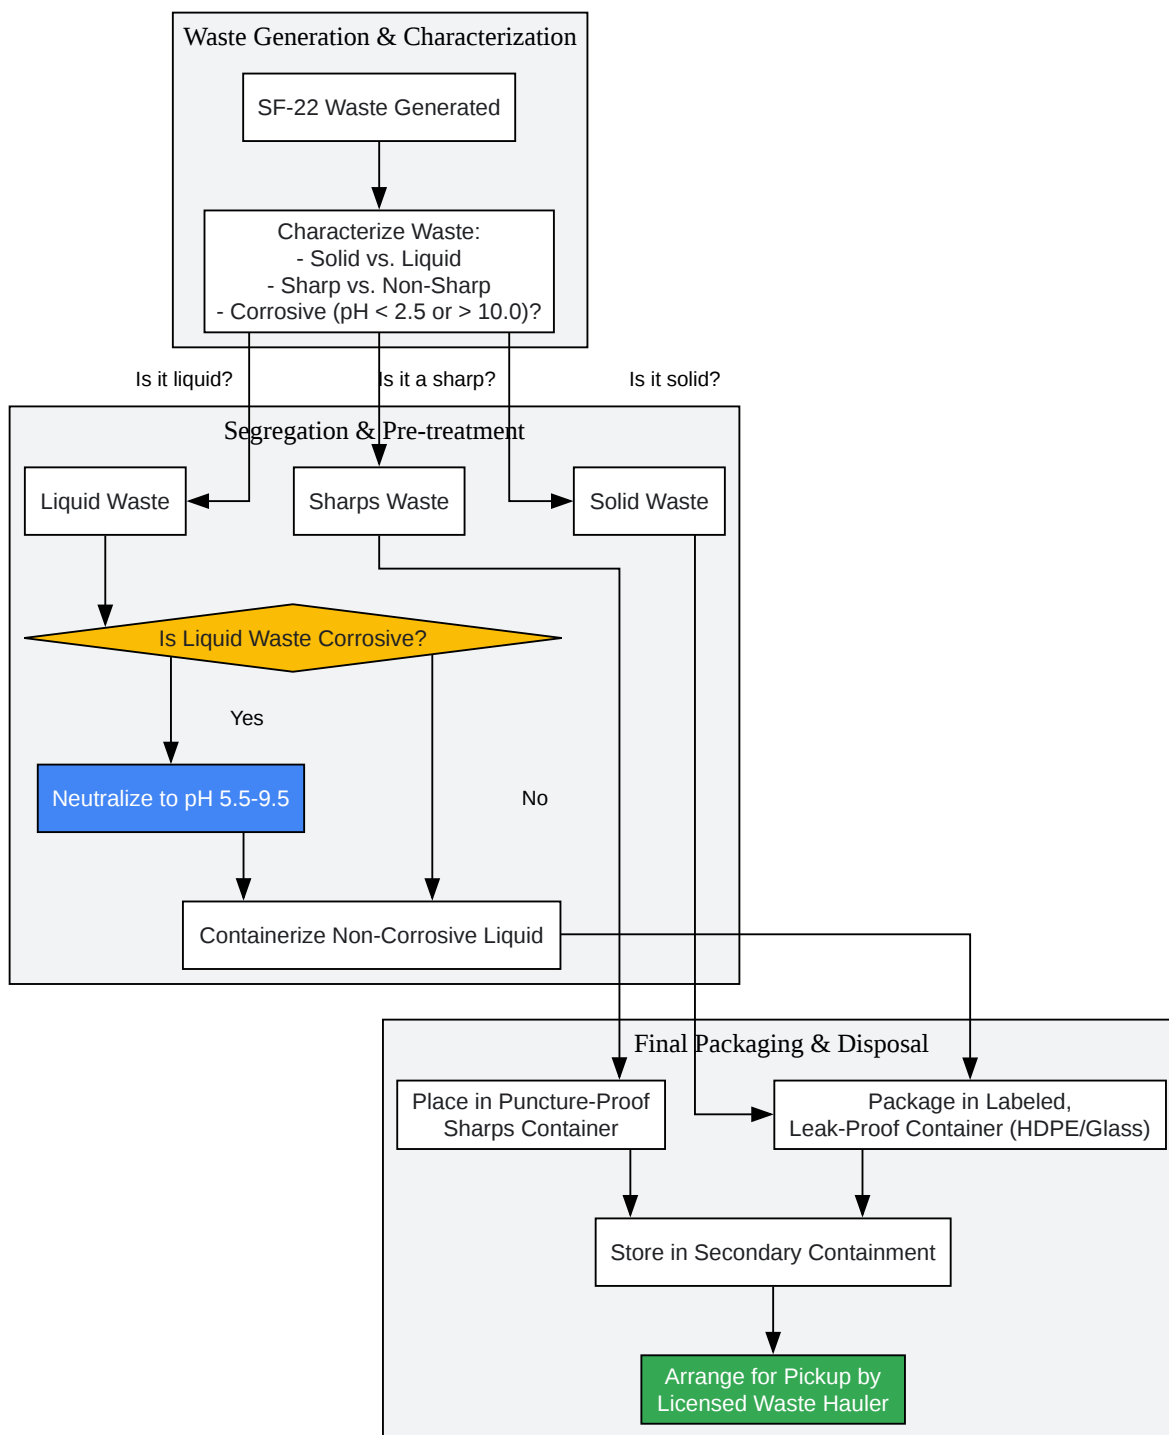 Waste Generation & Characterization
SF-22 Waste Generated
Characterize Waste:
- Solid vs. Liquid
- Sharp vs. Non-Sharp
- Corrosive (pH < 2.5 or > 10.0)?
Is it liquid?
Is it a sharp?
Is it solid?
Segregation & Pre-treatment
Liquid Waste
Sharps Waste
Solid Waste
Is Liquid Waste Corrosive?
Yes
Neutralize to pH 5.5-9.5
No
Containerize Non-Corrosive Liquid
Final Packaging & Disposal
Place in Puncture-Proof
Sharps Container
Package in Labeled,
Leak-Proof Container (HDPE/Glass)
Store in Secondary Containment
Arrange for Pickup by
Licensed Waste Hauler